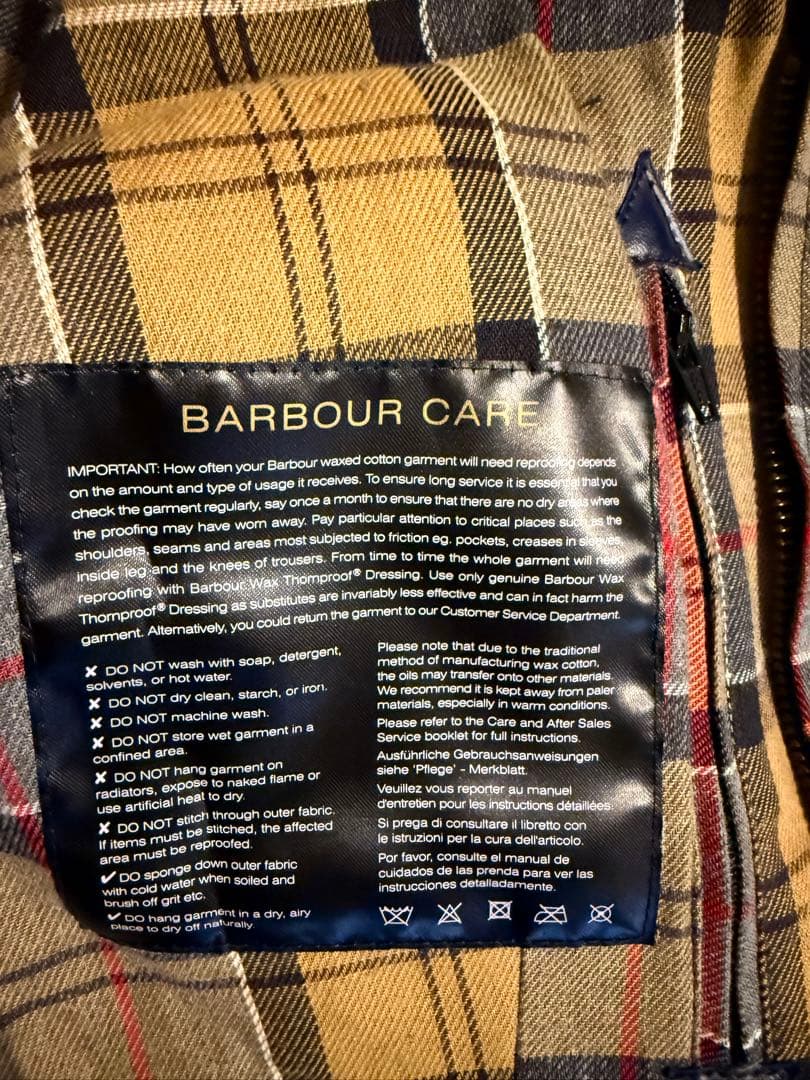 BARBOUR CARE
IMPORTANT: How often your Barbour waxed cotton garment will need reproofing depends
on the amount and type of usage it receives. To ensure long service it is essential that you
check the garment regularly, say once a month to ensure that there are no dry areas where
the proofing may have worn away. Pay particular attention to critical places such as the
shoulders, seams and areas most subjected to friction eg. pockets, creases in sleeves,
inside leg and the knees of trousers. From time to time the whole garment will need
reproofing with Barbour Wax Thornproof® Dressing. Use only genuine Barbour Wax
Thornproof® Dressing as substitutes are invariably less effective and can in fact harm the
garment. Alternatively, you could return the garment to our Customer Service Department.
✘ DO NOT wash with soap, detergent,
solvents, or hot water.
✘ DO NOT dry clean, starch, or iron.
✘ DO NOT machine wash.
✘ DO NOT store wet garment in a
confined area.
✘ DO NOT hang garment on
radiators, expose to naked flame or
use artificial heat to dry.
✘ DO NOT stitch through outer fabric.
If items must be stitched, the affected
area must be reproofed.
✔ DO sponge down outer fabric
with cold water when soiled and
brush off grit etc.
✔ DO hang garment in a dry, airy
place to dry off naturally.
Please note that due to the traditional
method of manufacturing wax cotton,
the oils may transfer onto other materials.
We recommend it is kept away from paler
materials, especially in warm conditions.
Please refer to the Care and After Sales
Service booklet for full instructions.
Ausführliche Gebrauchsanweisungen
siehe 'Pflege' - Merkblatt.
Veuillez vous reporter au manuel
d'entretien pour les instructions détaillées.
Si prega di consultare il libretto con
le istruzioni per la cura dell'articolo.
Por favor, consulte el manual de
cuidados de las prenda para ver las
instrucciones detalladamente.